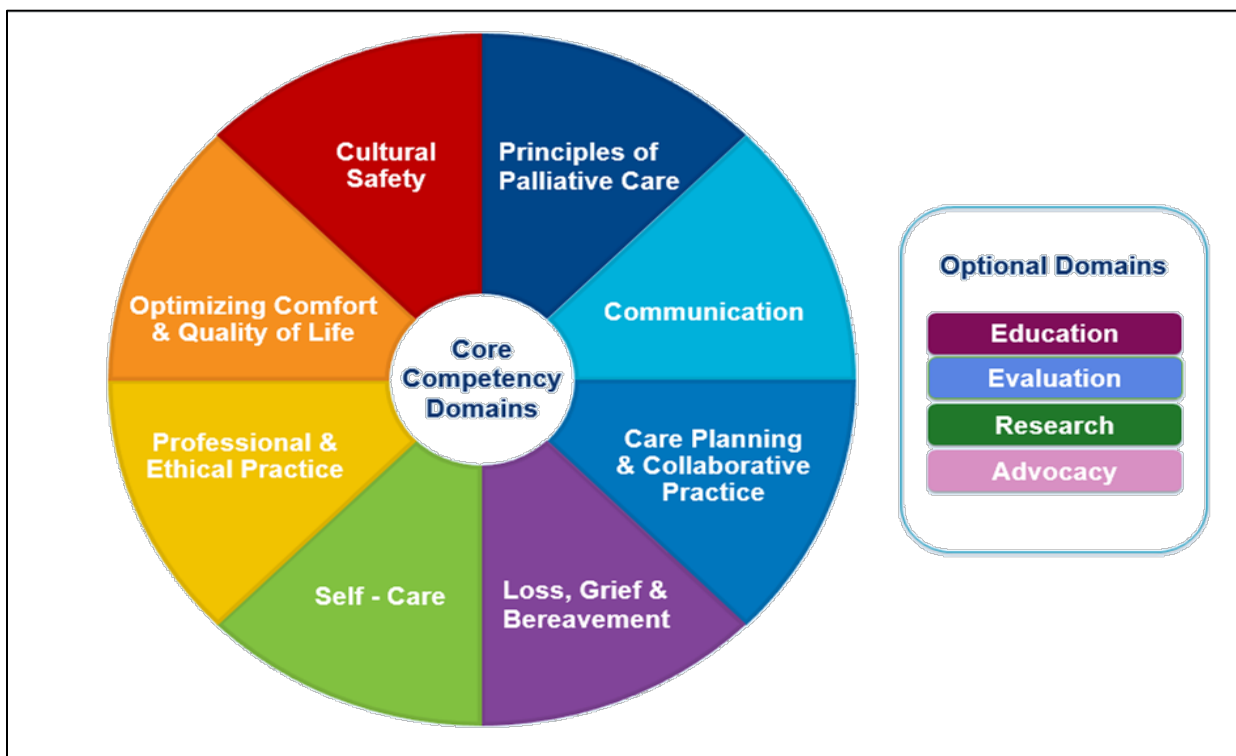 Cultural
Safety
Principles of
Palliative Care
Communication
Care Planning
& Collaborative
Practice
Loss, Grief &
Bereavement
Self - Care
Professional &
Ethical Practice
Optimizing Comfort
& Quality of Life
Core
Competency
Domains
Optional Domains
Education
Evaluation
Research
Advocacy